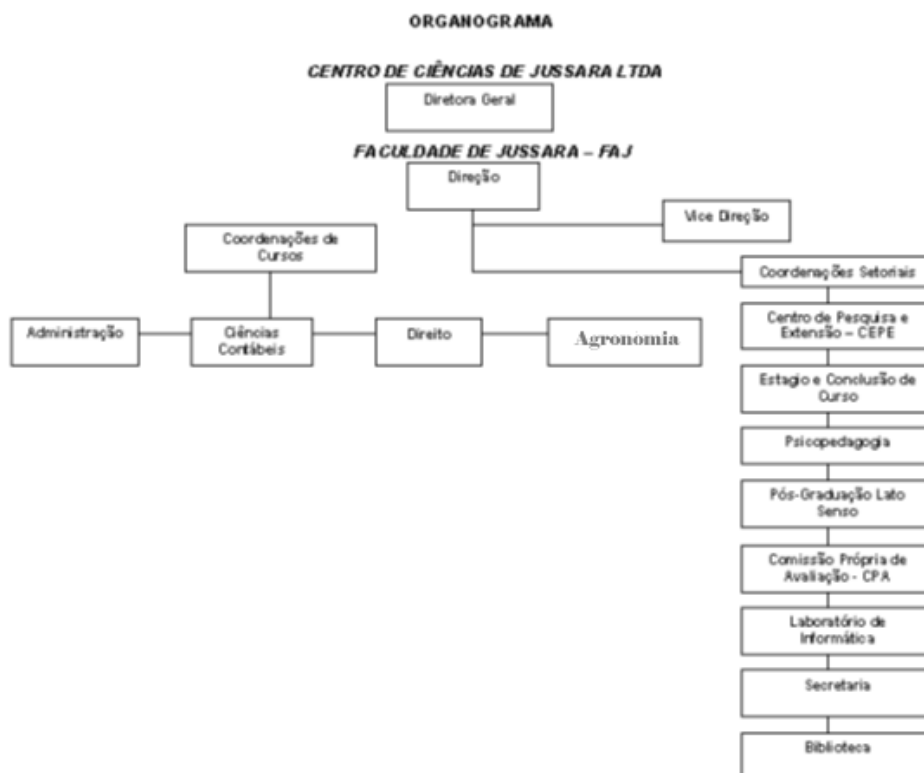 ORGANOGRAMA
CENTRO DE CIÊNCIAS DE JUSSARA LTDA
Diretora Geral
FACULDADE DE JUSSARA – FAJ
Direção
Vice Direção
Coordenações de
Cursos
Coordenações Setoriais
Administração
Ciências
Contábeis
Direito
Agronomia
Centro de Pesquisa e
Extensão – CEPE
Estagio e Conclusão de
Curso
Psicopedagogia
Pós-Graduação Lato
Senso
Comissão Própria de
Avaliação - CPA
Laboratório de
Informática
Secretaria
Biblioteca